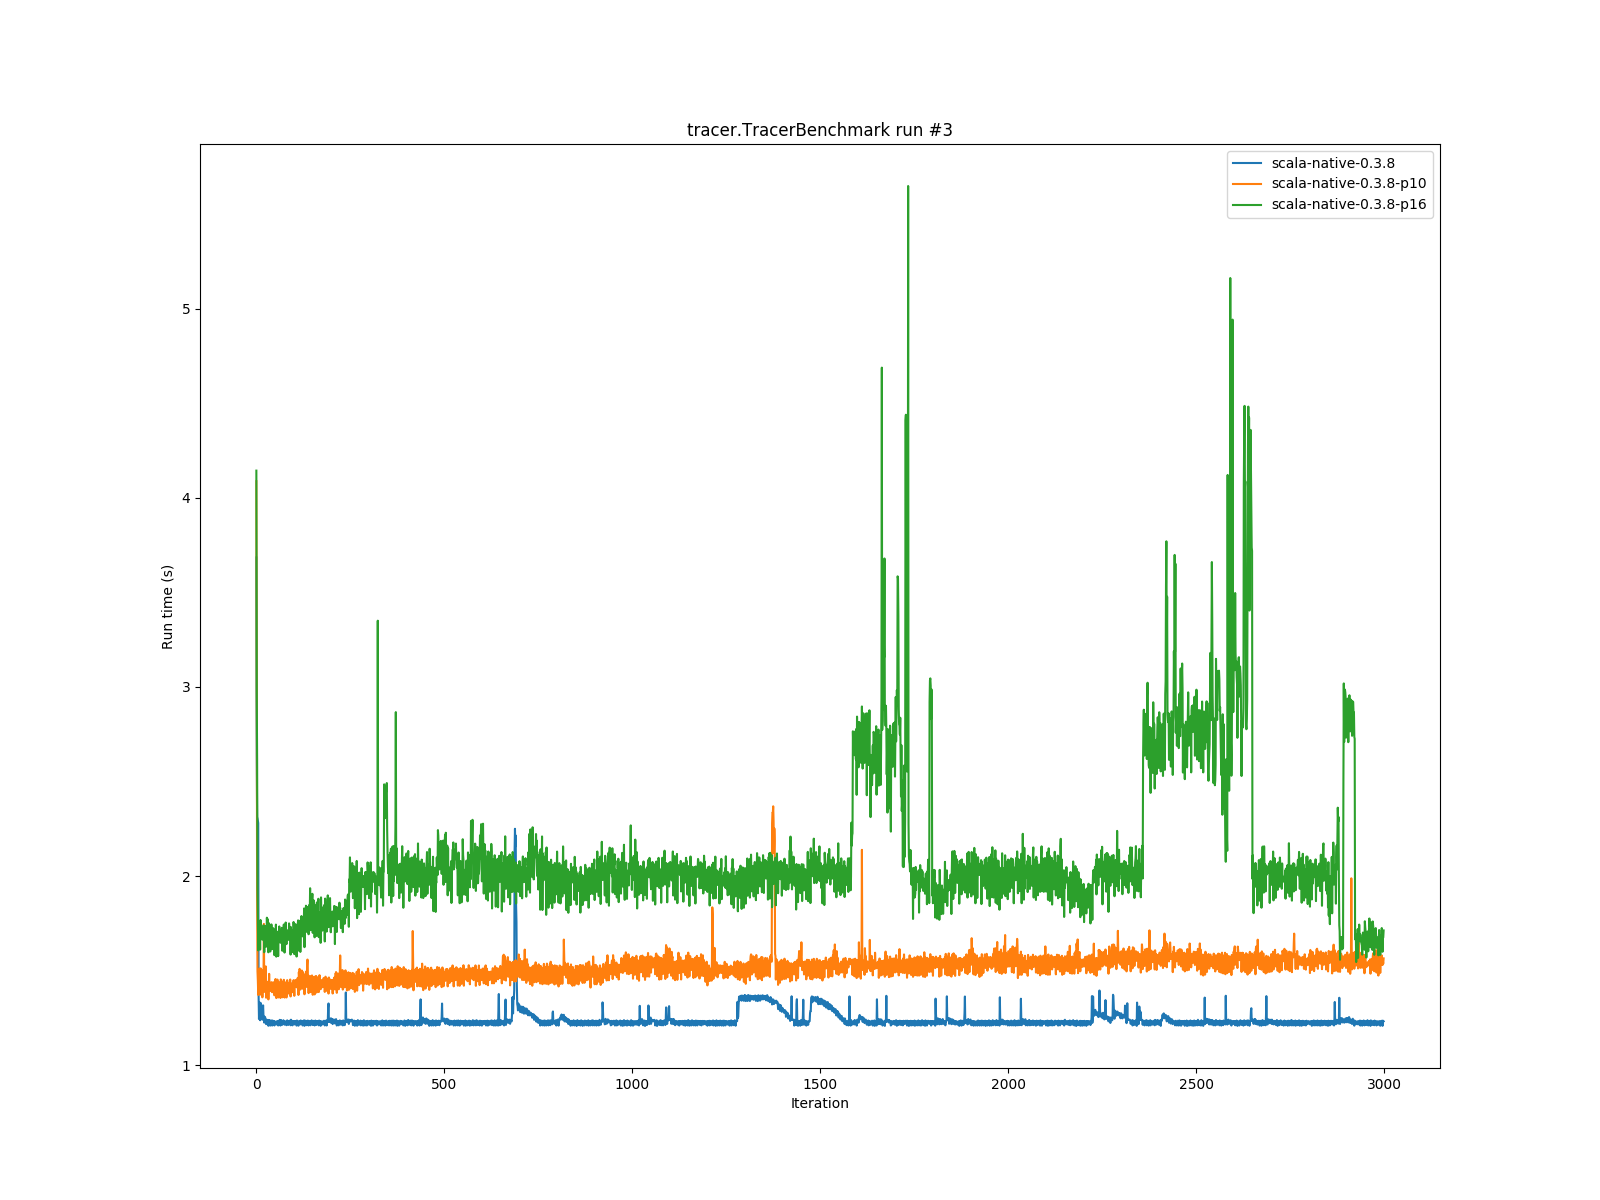 tracer.TracerBenchmark run #3
scala-native-0.3.8
scala-native-0.3.8-p10
scala-native-0.3.8-p16
5
4
3
2
1
Run time (s)
0
500
1000
1500
2000
2500
3000
Iteration